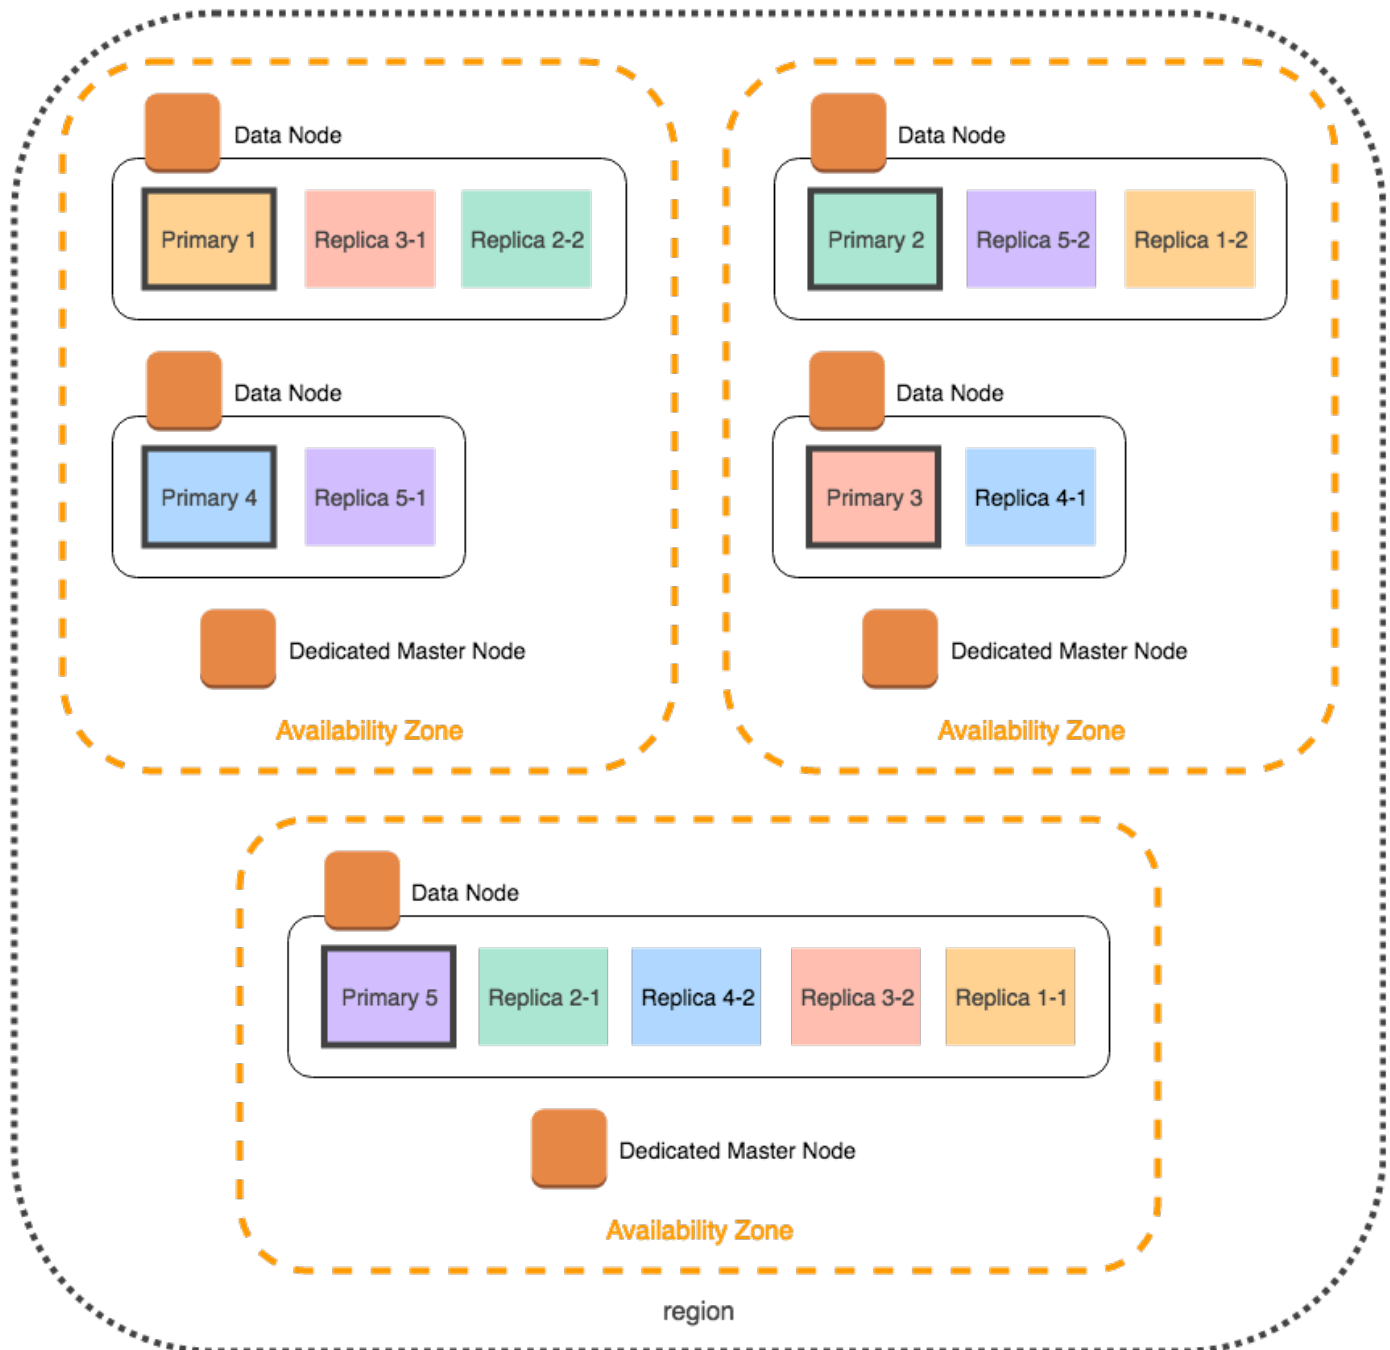 Data Node
Primary 1
Replica 3-1
Replica 2-2
Data Node
Primary 4
Replica 5-1
Dedicated Master Node
Availability Zone
Data Node
Primary 2
Replica 5-2
Replica 1-2
Data Node
Primary 3
Replica 4-1
Dedicated Master Node
Availability Zone
Data Node
Primary 5
Replica 2-1
Replica 4-2
Replica 3-2
Replica 1-1
Dedicated Master Node
Availability Zone
region